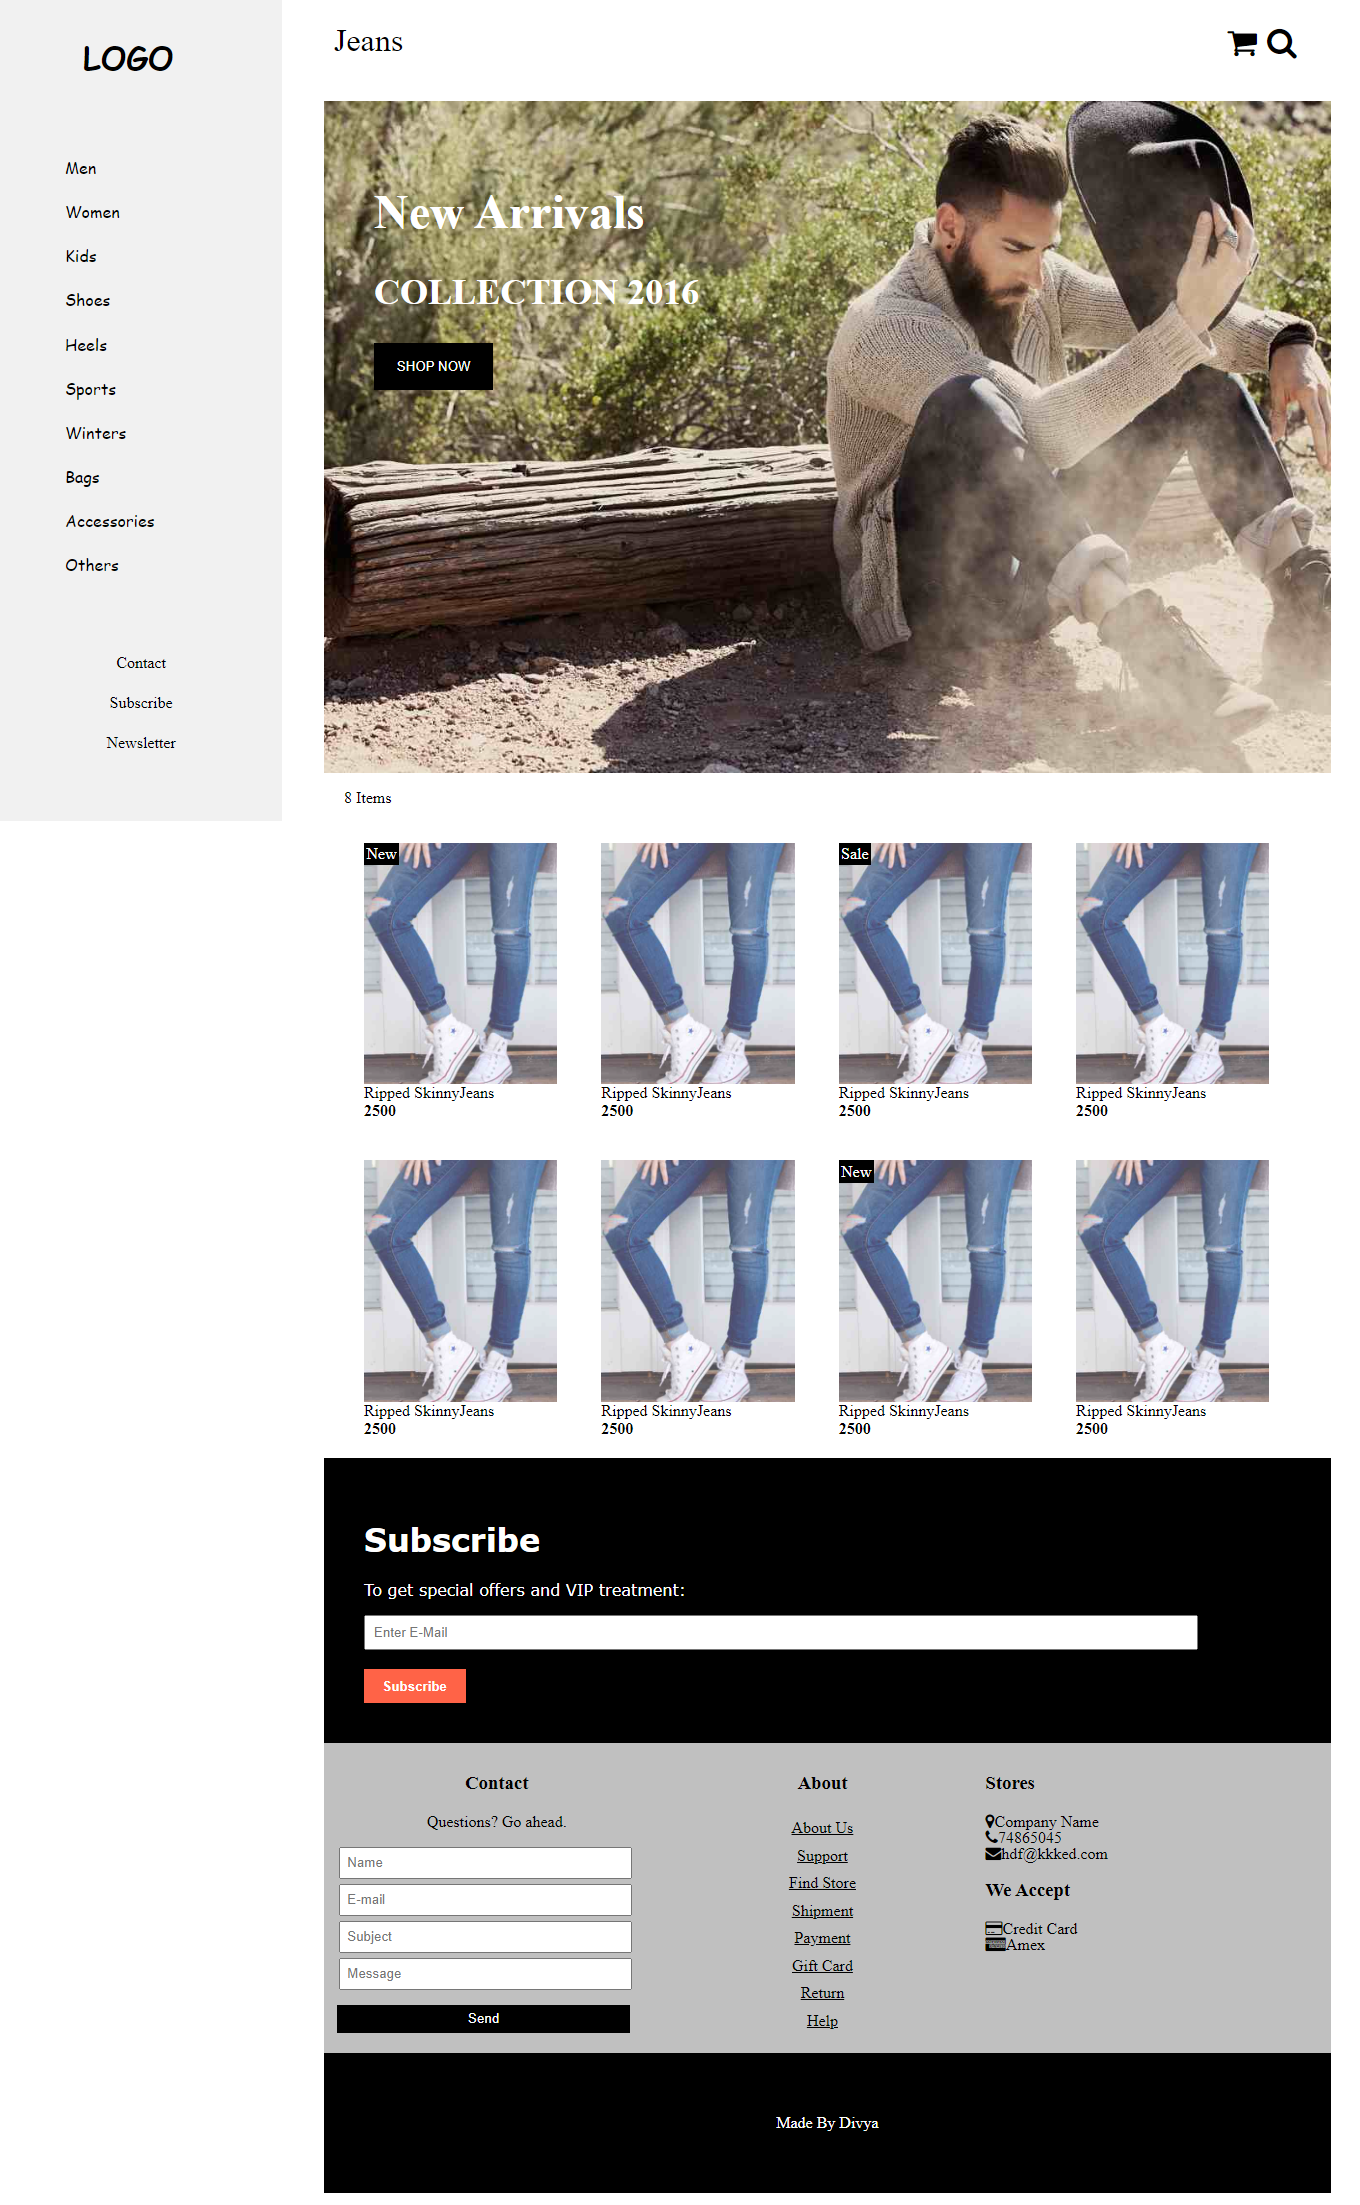 LOGO
Men
Women
Kids
Shoes
Heels
Sports
Winters
Bags
Accessories
Others
Contact
Subscribe
Newsletter
Jeans
New Arrivals
COLLECTION 2016
SHOP NOW
8 Items
New
Sale
Ripped SkinnyJeans
2500
Ripped SkinnyJeans
2500
Ripped SkinnyJeans
2500
Ripped SkinnyJeans
2500
New
Ripped SkinnyJeans
2500
Ripped SkinnyJeans
2500
Ripped SkinnyJeans
2500
Ripped SkinnyJeans
2500
Subscribe
To get special offers and VIP treatment:
Enter E-Mail
Subscribe
Contact
Questions? Go ahead.
Name
E-mail
Subject
Message
Send
About
About Us
Support
Find Store
Shipment
Payment
Gift Card
Return
Help
Stores
Company Name
74865045
hdf@kkked.com
We Accept
Credit Card
Amex
Made By Divya